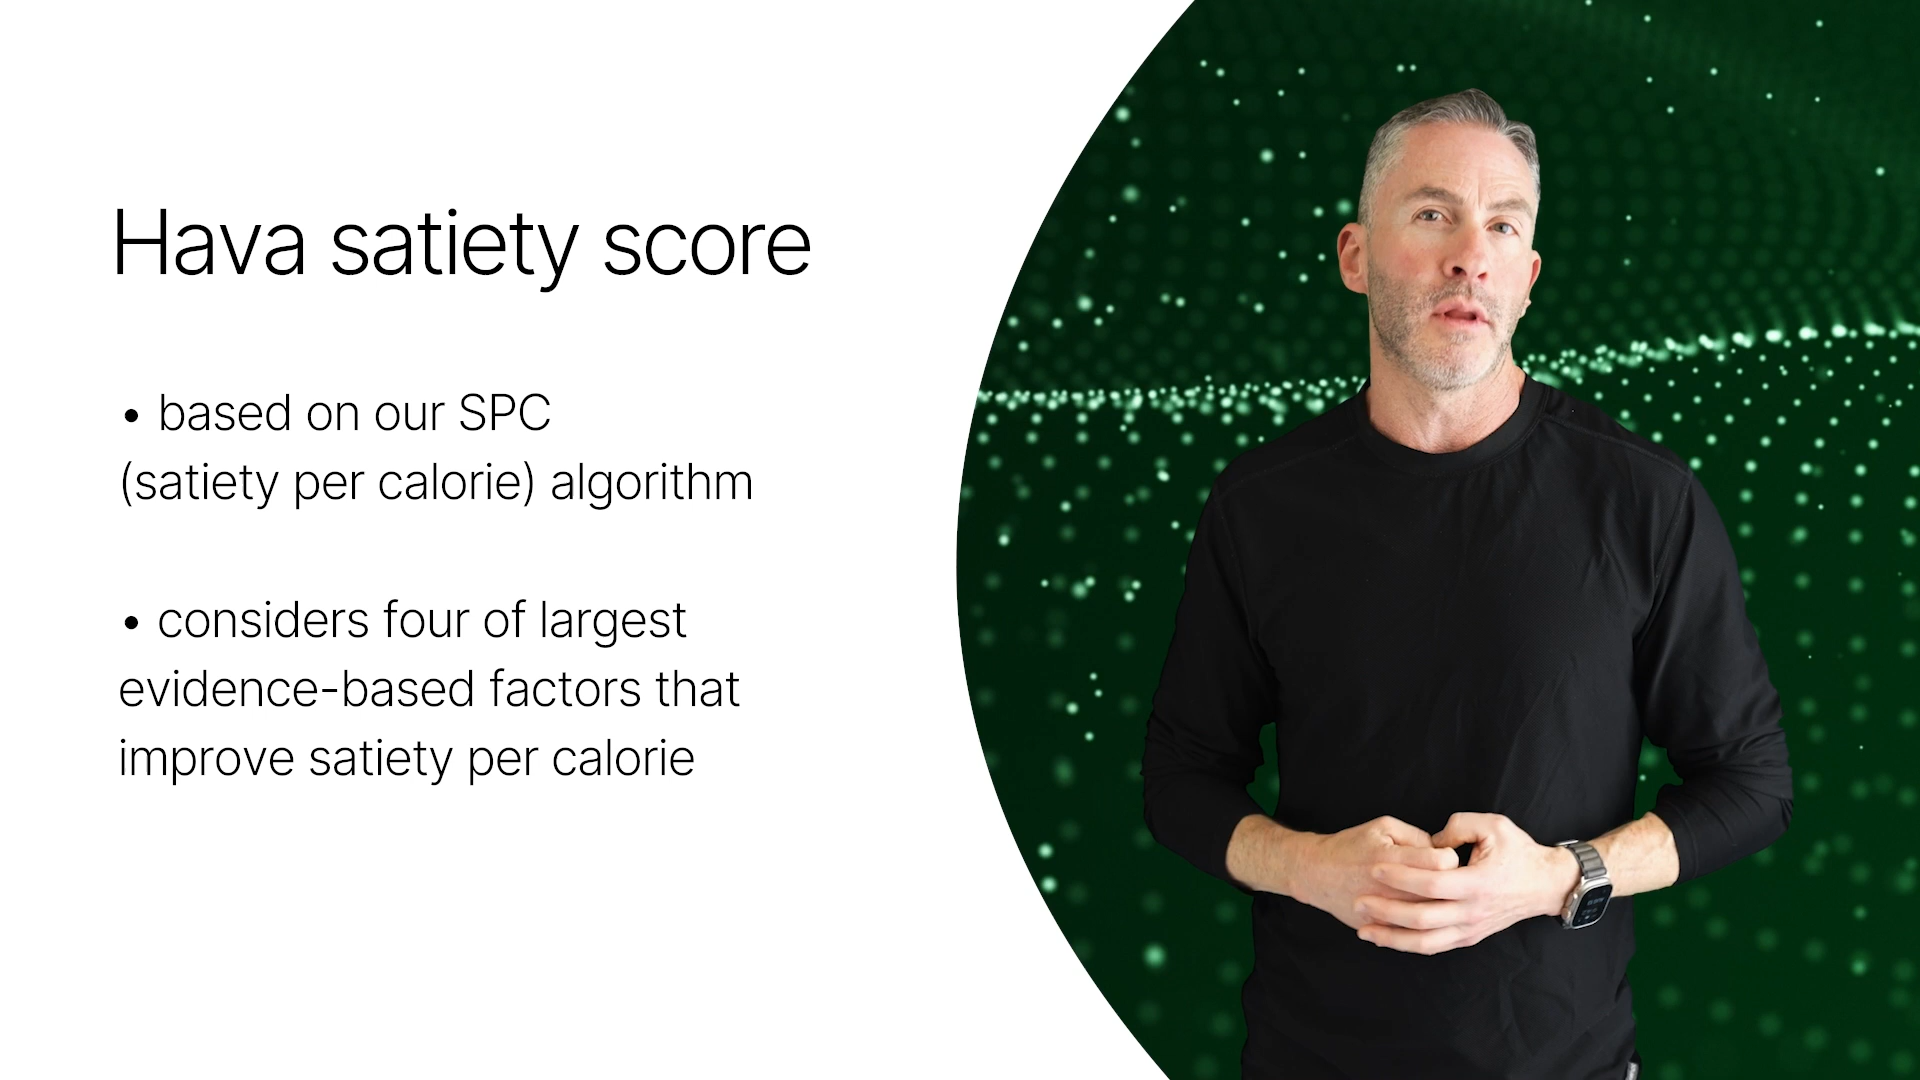 Hava satiety score
• based on our SPC
(satiety per calorie) algorithm
• considers four of largest
evidence-based factors that
improve satiety per calorie